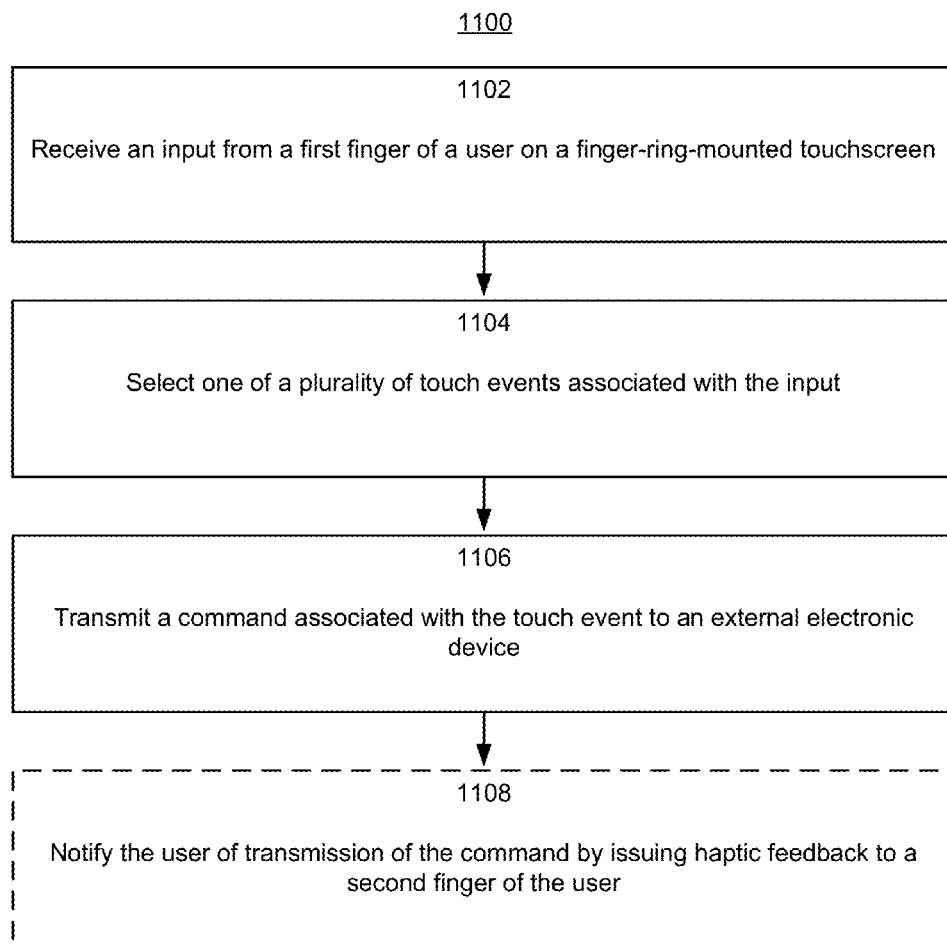 1100
1102
Receive an input from a first finger of a user on a finger-ring-mounted touchscreen
1104
Select one of a plurality of touch events associated with the input
1106
Transmit a command associated with the touch event to an external electronic
device
1108
Notify the user of transmission of the command by issuing haptic feedback to a
second finger of the user